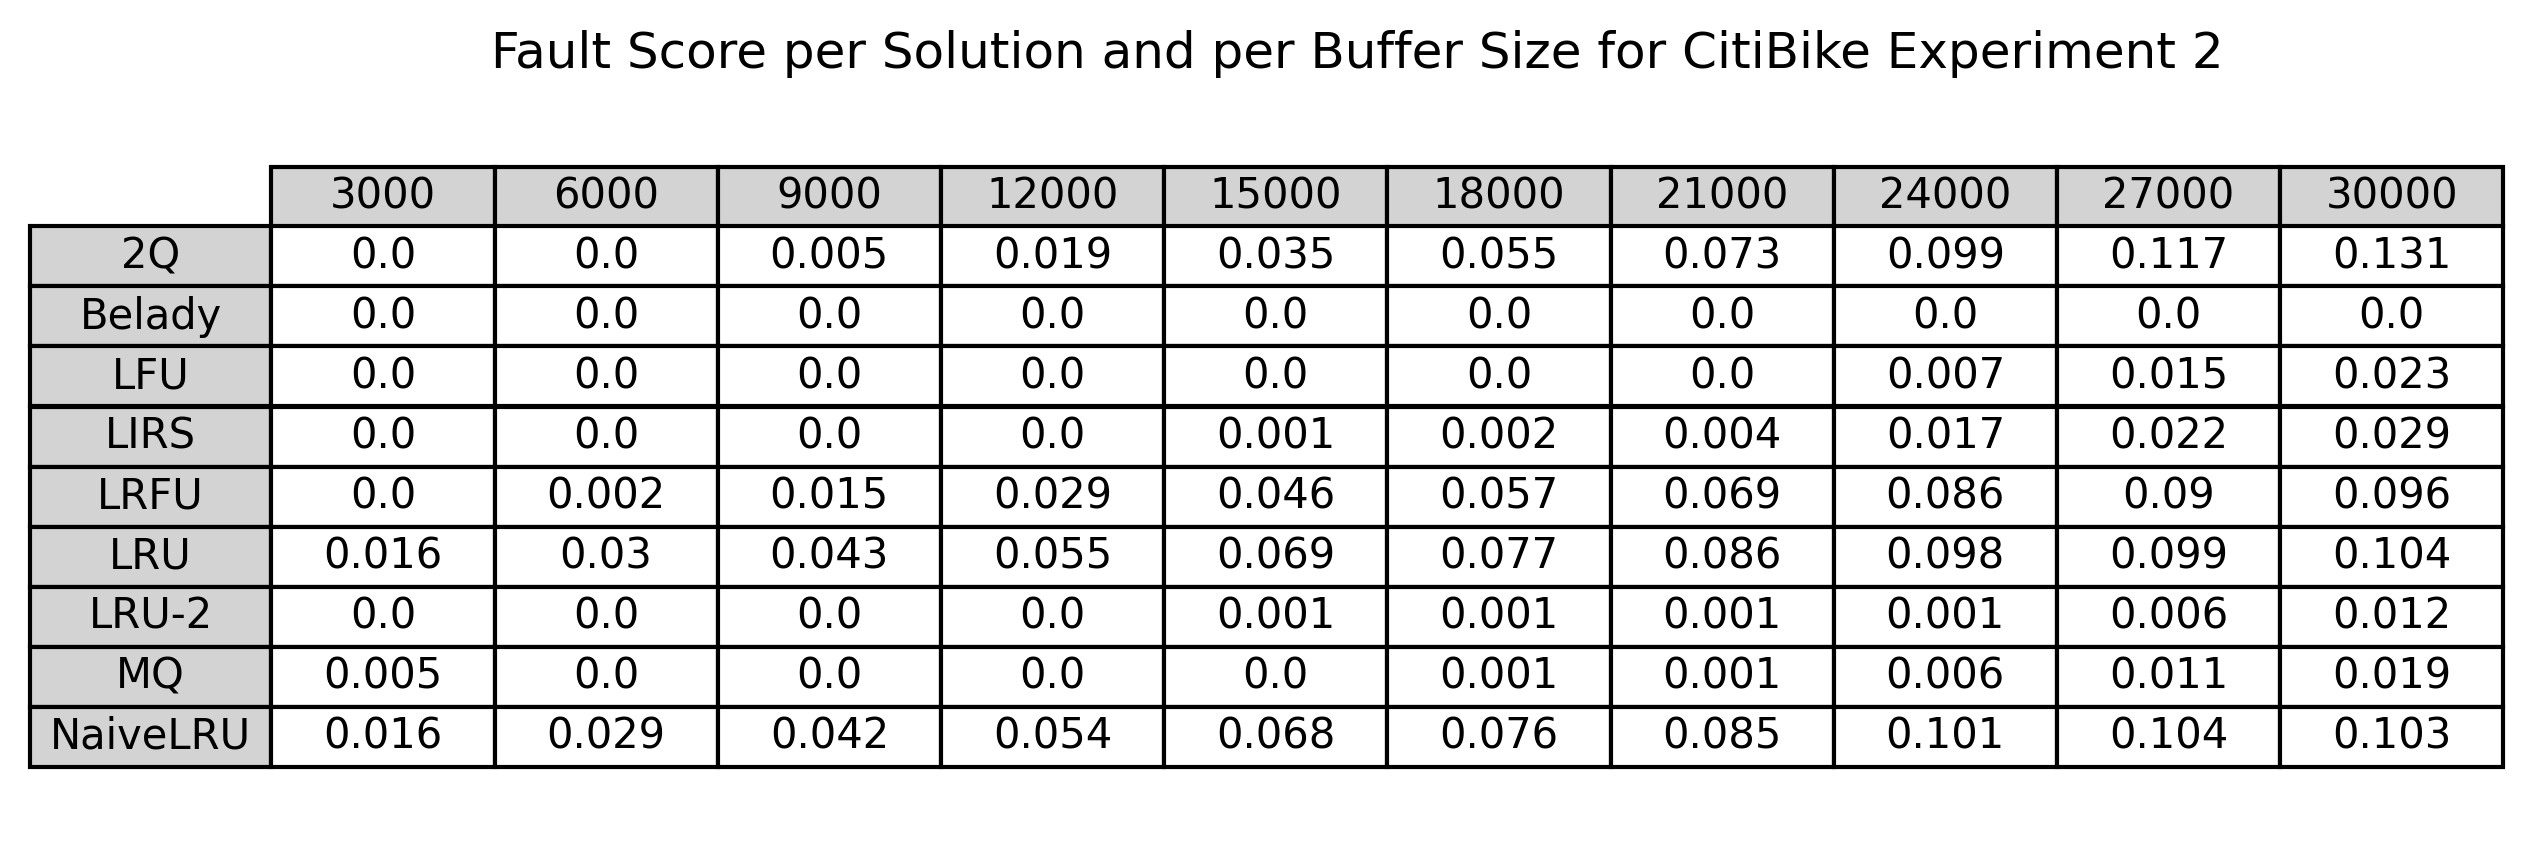 Fault Score per Solution and per Buffer Size for CitiBike Experiment 2
3000 6000 9000 12000 15000 18000 21000 24000 27000 30000
2Q 0.0 0.0 0.005 0.019 0.035 0.055 0.073 0.099 0.117 0.131
Belady 0.0 0.0 0.0 0.0 0.0 0.0 0.0 0.0 0.0 0.0
LFU 0.0 0.0 0.0 0.0 0.0 0.0 0.0 0.007 0.015 0.023
LIRS 0.0 0.0 0.0 0.0 0.001 0.002 0.004 0.017 0.022 0.029
LRFU 0.0 0.002 0.015 0.029 0.046 0.057 0.069 0.086 0.09 0.096
LRU 0.016 0.03 0.043 0.055 0.069 0.077 0.086 0.098 0.099 0.104
LRU-2 0.0 0.0 0.0 0.0 0.001 0.001 0.001 0.001 0.006 0.012
MQ 0.005 0.0 0.0 0.0 0.0 0.001 0.001 0.006 0.011 0.019
NaiveLRU 0.016 0.029 0.042 0.054 0.068 0.076 0.085 0.101 0.104 0.103